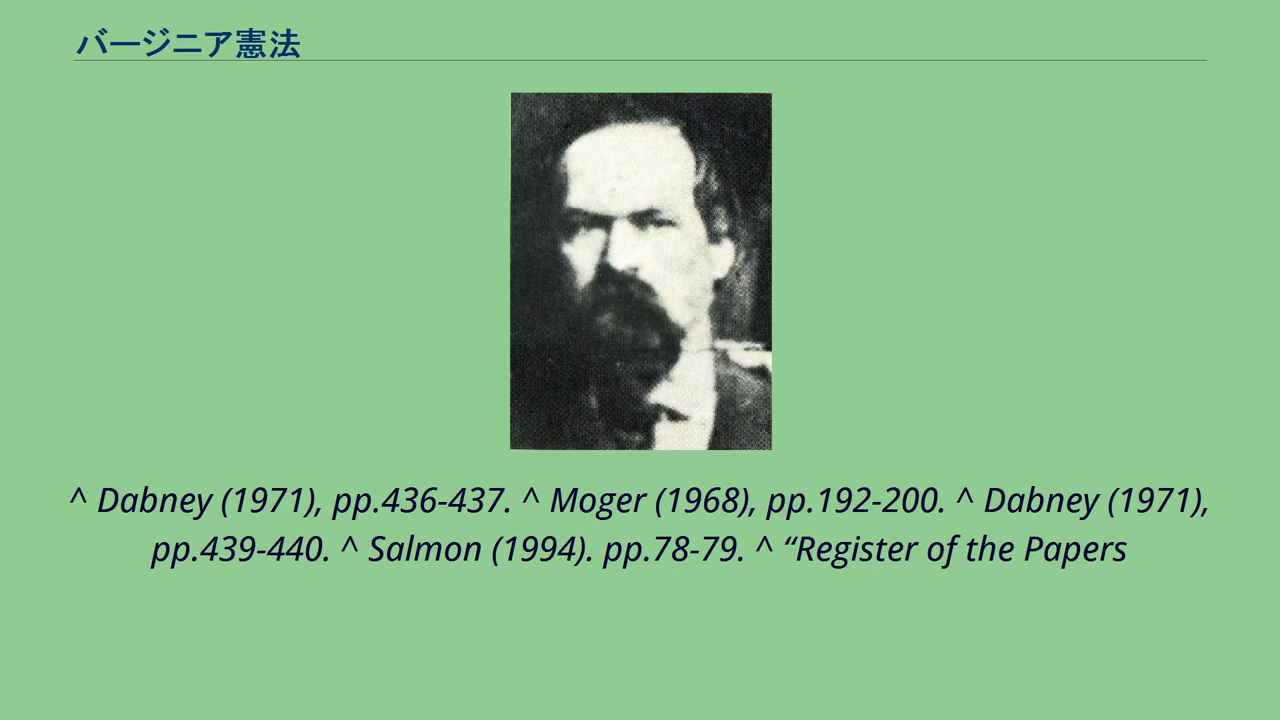 バージニア憲法
^ Dabney (1971), pp.436-437. ^ Moger (1968), pp.192-200. ^ Dabney (1971),
pp.439-440. ^ Salmon (1994). pp.78-79. ^ “Register of the Papers